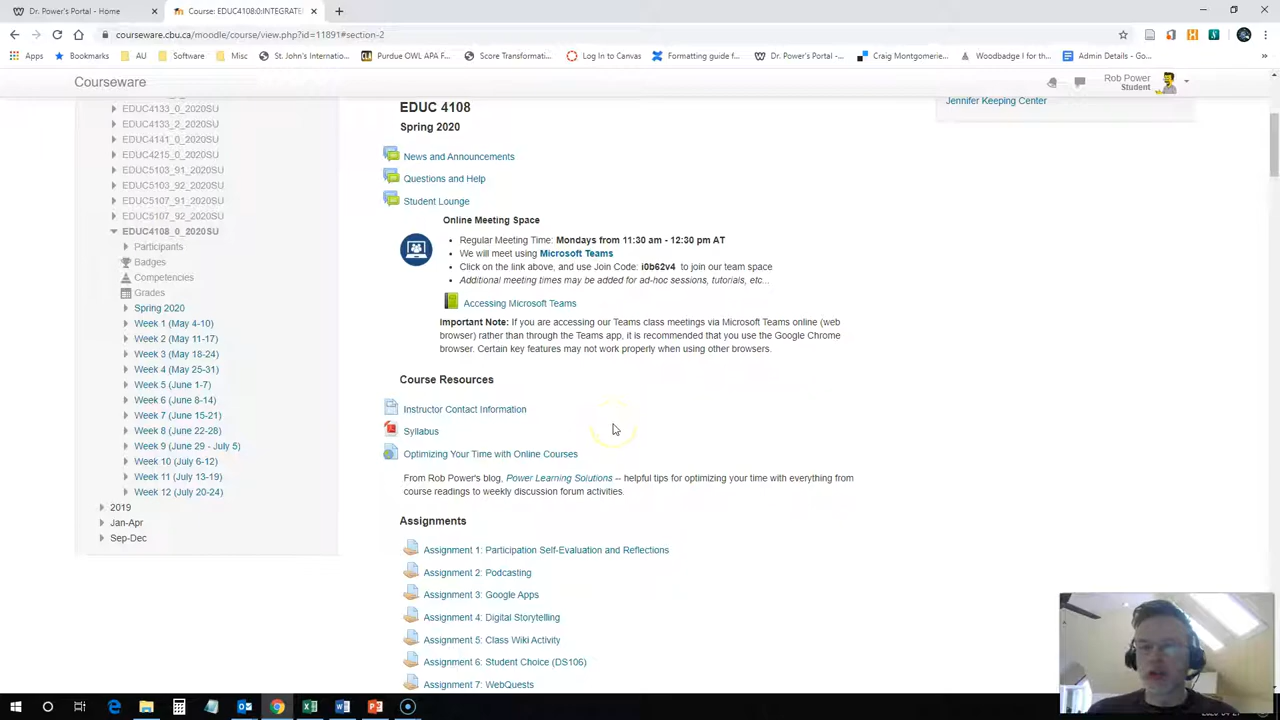 Dr. Power's Portal - Home
Course: EDUC4108:0:INTEGRATE
courseware.cbu.ca/moodle/course/view.php?id=11891#section-2
Apps
Bookmarks
AU
Software
Misc
St. John's Internatio...
Purdue OWL APA F...
Score Transformatio...
Log In to Canvas
Formatting guide f...
Dr. Power's Portal -...
Craig Montgomerie...
Woodbadge I for th...
Admin Details - Go...
Courseware
Rob Power
Student
EDUC4133_0_2020SU
EDUC4133_2_2020SU
EDUC4141_0_2020SU
EDUC4215_0_2020SU
EDUC5103_91_2020SU
EDUC5103_92_2020SU
EDUC5107_91_2020SU
EDUC5107_92_2020SU
EDUC4108_0_2020SU
Participants
Badges
Competencies
Grades
Spring 2020
Week 1 (May 4-10)
Week 2 (May 11-17)
Week 3 (May 18-24)
Week 4 (May 25-31)
Week 5 (June 1-7)
Week 6 (June 8-14)
Week 7 (June 15-21)
Week 8 (June 22-28)
Week 9 (June 29 - July 5)
Week 10 (July 6-12)
Week 11 (July 13-19)
Week 12 (July 20-24)
2019
Jan-Apr
Sep-Dec
EDUC 4108
Spring 2020
News and Announcements
Questions and Help
Student Lounge
Online Meeting Space
Regular Meeting Time: Mondays from 11:30 am - 12:30 pm AT
We will meet using Microsoft Teams
Click on the link above, and use Join Code: i0b62v4 to join our team space
Additional meeting times may be added for ad-hoc sessions, tutorials, etc...
Accessing Microsoft Teams
Important Note: If you are accessing our Teams class meetings via Microsoft Teams online (web
browser) rather than through the Teams app, it is recommended that you use the Google Chrome
browser. Certain key features may not work properly when using other browsers.
Course Resources
Instructor Contact Information
Syllabus
Optimizing Your Time with Online Courses
From Rob Power's blog, Power Learning Solutions -- helpful tips for optimizing your time with everything from
course readings to weekly discussion forum activities.
Assignments
Assignment 1: Participation Self-Evaluation and Reflections
Assignment 2: Podcasting
Assignment 3: Google Apps
Assignment 4: Digital Storytelling
Assignment 5: Class Wiki Activity
Assignment 6: Student Choice (DS106)
Assignment 7: WebQuests
Jennifer Keeping Center